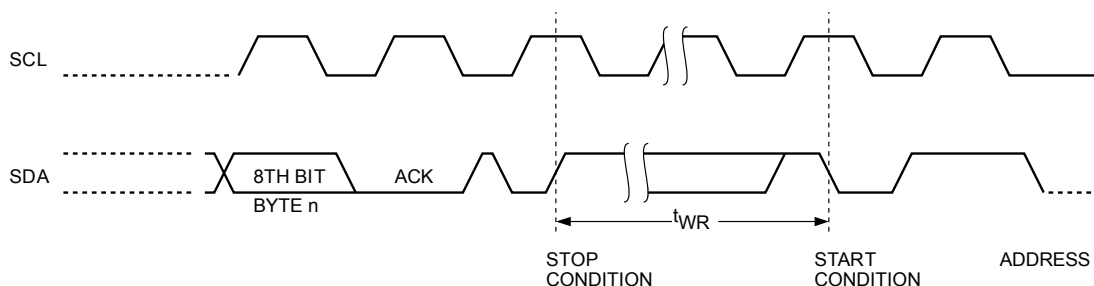 SCL
SDA
8TH BIT
ACK
BYTE n
tWR
STOP
CONDITION
START
CONDITION
ADDRESS